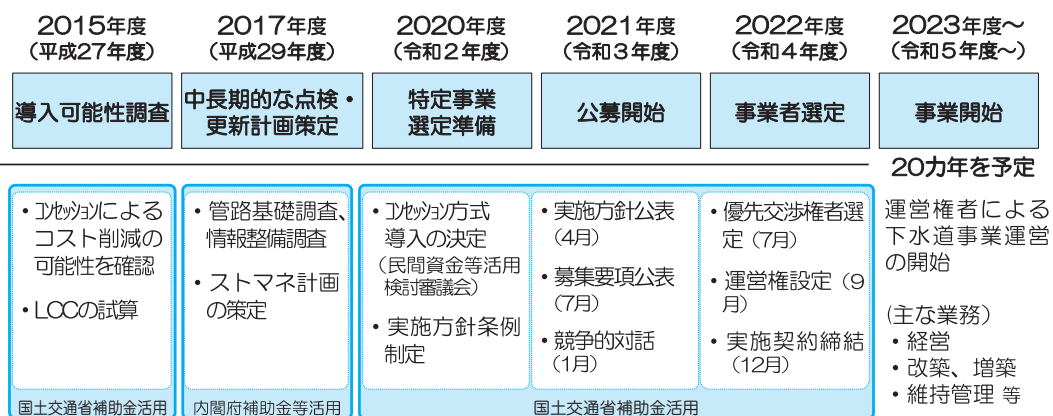 2015年度
(平成27年度)
導入可能性調査
2017年度
(平成29年度)
中長期的な点検・
更新計画策定
2020年度
(令和2年度)
特定事業
選定準備
2021年度
(令和3年度)
公募開始
2022年度
(令和4年度)
事業者選定
2023年度～
(令和5年度～)
事業開始
20カ年を予定
・ｺﾝｾｯｼｮﾝによる
コスト削減の
可能性を確認
・LCCの試算
国土交通省補助金活用
・管路基礎調査、
情報整備調査
・ストマネ計画
の策定
内閣府補助金等活用
・ｺﾝｾｯｼｮﾝ方式
導入の決定
(民間資金等活用
検討審議会)
・実施方針条例
制定
・実施方針公表
(4月)
・募集要項公表
(7月)
・競争的対話
(1月)
・優先交渉権者選
定(7月)
・運営権設定(9
月)
・実施契約締結
(12月)
国土交通省補助金活用
運営権者による
下水道事業運営
の開始
(主な業務)
・経営
・改築、増築
・維持管理 等